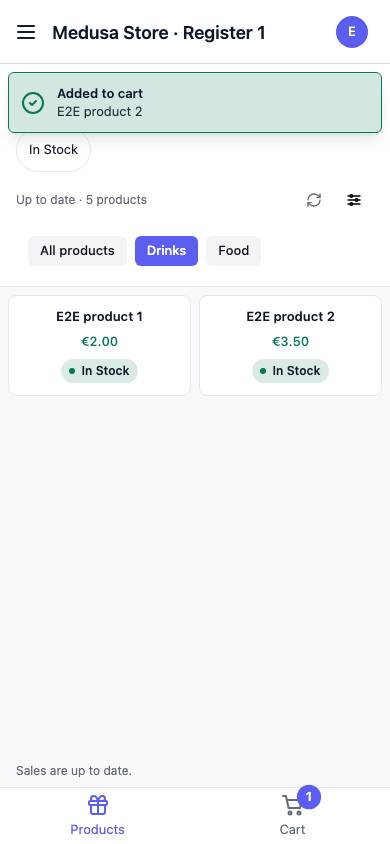 Medusa Store · Register 1
E
Added to cart
E2E product 2
In Stock
Up to date · 5 products
All products
Drinks
Food
E2E product 1
€2.00
In Stock
E2E product 2
€3.50
In Stock
Sales are up to date.
Products
1
Cart